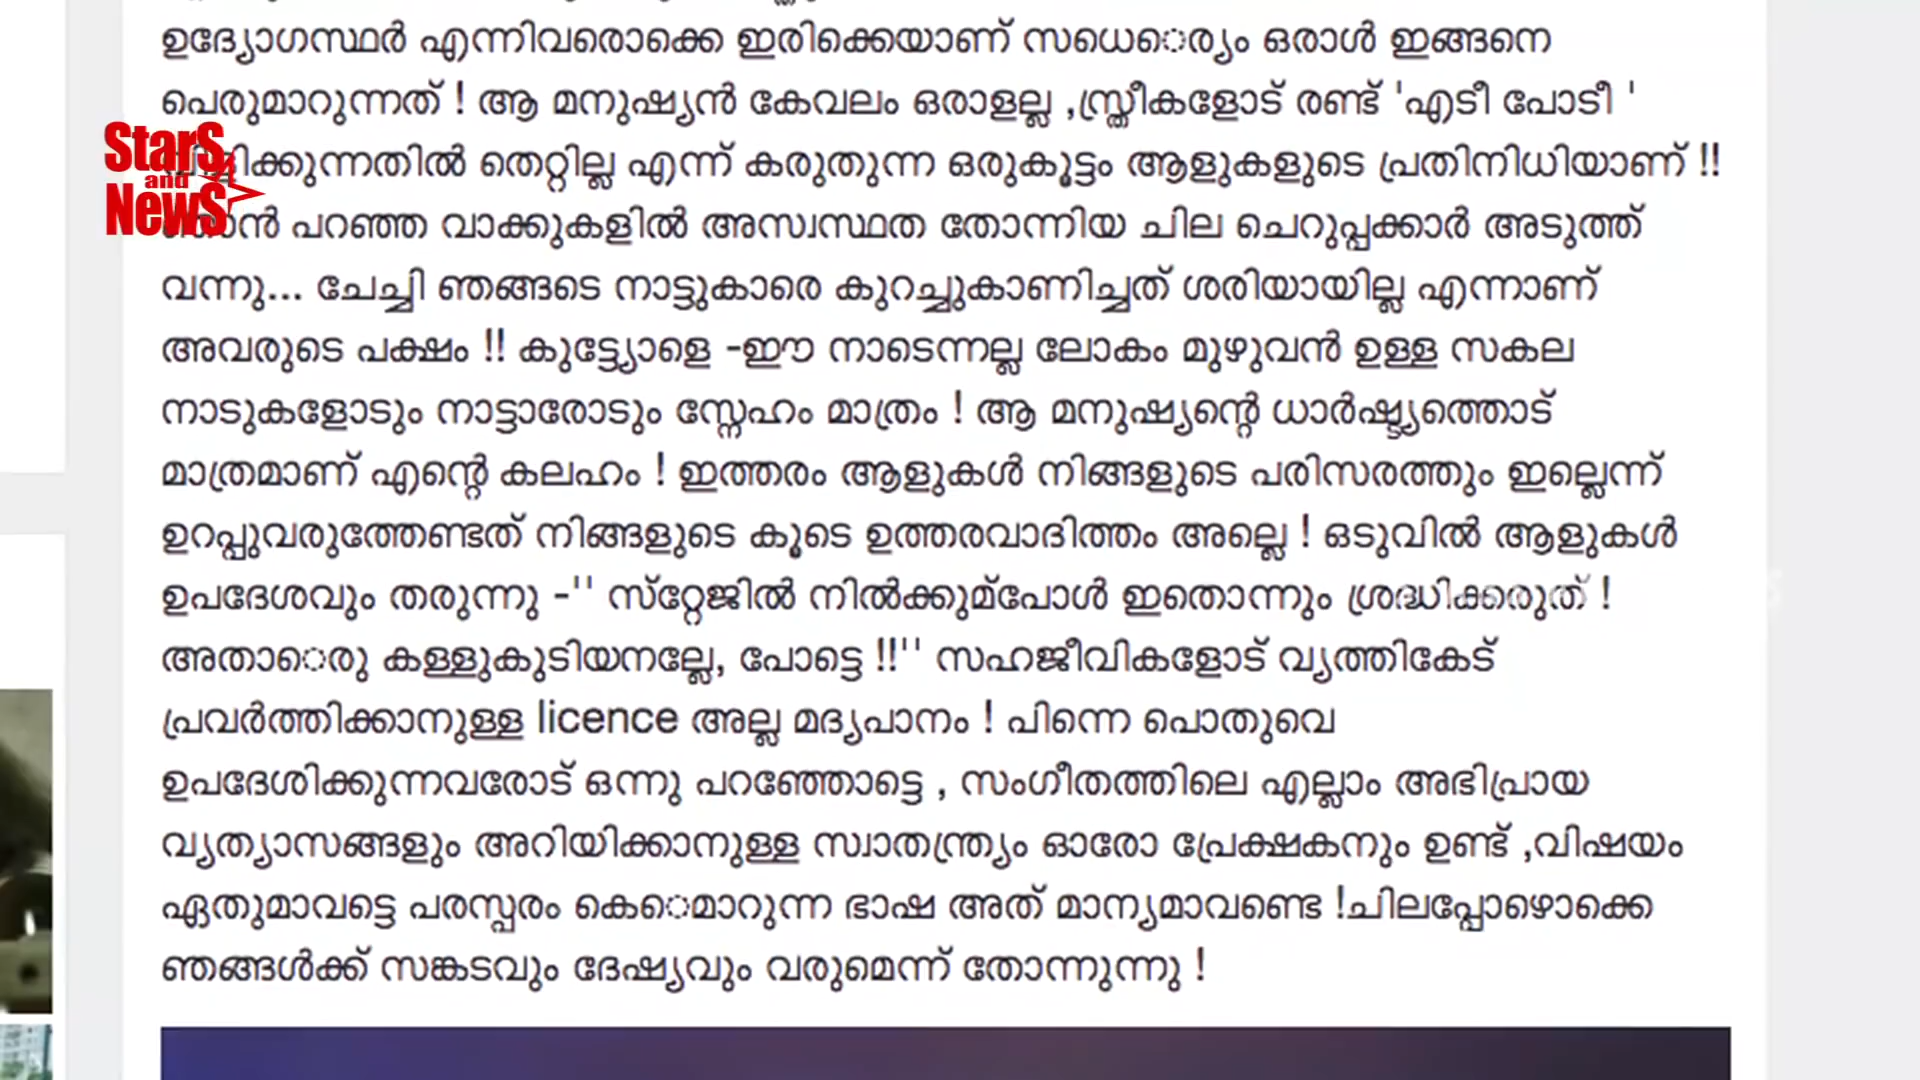 ഉദ്യോഗസ്ഥർ എന്നിവരൊക്കെ ഇരിക്കെയാണ് സധെെര്യം ഒരാൾ ഇങ്ങനെ
പെരുമാറുന്നത് ! ആ മനുഷ്യൻ കേവലം ഒരാളല്ല ,സ്ത്രീകളോട് രണ്ട് 'എടീ പോടീ '
StarS and NewS
തെറ്റില്ല എന്ന് കരുതുന്ന ഒരുകൂട്ടം ആളുകളുടെ പ്രതിനിധിയാണ് !!
പറഞ്ഞ വാക്കുകളിൽ അസ്വസ്ഥത തോന്നിയ ചില ചെറുപ്പക്കാർ അടുത്ത്
വന്നു... ചേച്ചി ഞങ്ങടെ നാട്ടുകാരെ കുറച്ചുകാണിച്ചത് ശരിയായില്ല എന്നാണ്
അവരുടെ പക്ഷം !! കുട്ട്യോളെ -ഈ നാടെന്നല്ല ലോകം മുഴുവൻ ഉള്ള സകല
നാടുകളോടും നാട്ടാരോടും സ്നേഹം മാത്രം ! ആ മനുഷ്യന്റെ ധാർഷ്ട്യത്തൊട്
മാത്രമാണ് എന്റെ കലഹം ! ഇത്തരം ആളുകൾ നിങ്ങളുടെ പരിസരത്തും ഇല്ലെന്ന്
ഉറപ്പുവരുത്തേണ്ടത് നിങ്ങളുടെ കൂടെ ഉത്തരവാദിത്തം അല്ലെ ! ഒടുവിൽ ആളുകൾ
ഉപദേശവും തരുന്നു -'' സ്റ്റേജിൽ നിൽക്കുമ്പോൾ ഇതൊന്നും ശ്രദ്ധിക്കരുത് !
അതാെരു കള്ളുകുടിയനല്ലേ, പോട്ടെ !!'' സഹജീവികളോട് വൃത്തികേട്
പ്രവർത്തിക്കാനുള്ള licence അല്ല മദ്യപാനം ! പിന്നെ പൊതുവെ
ഉപദേശിക്കുന്നവരോട് ഒന്നു പറഞ്ഞോട്ടെ , സംഗീതത്തിലെ എല്ലാം അഭിപ്രായ
വ്യത്യാസങ്ങളും അറിയിക്കാനുള്ള സ്വാതന്ത്ര്യം ഓരോ പ്രേക്ഷകനും ഉണ്ട് ,വിഷയം
ഏതുമാവട്ടെ പരസ്പരം കെെമാറുന്ന ഭാഷ അത് മാന്യമാവണ്ടെ !ചിലപ്പോഴൊക്കെ
ഞങ്ങൾക്ക് സങ്കടവും ദേഷ്യവും വരുമെന്ന് തോന്നുന്നു !